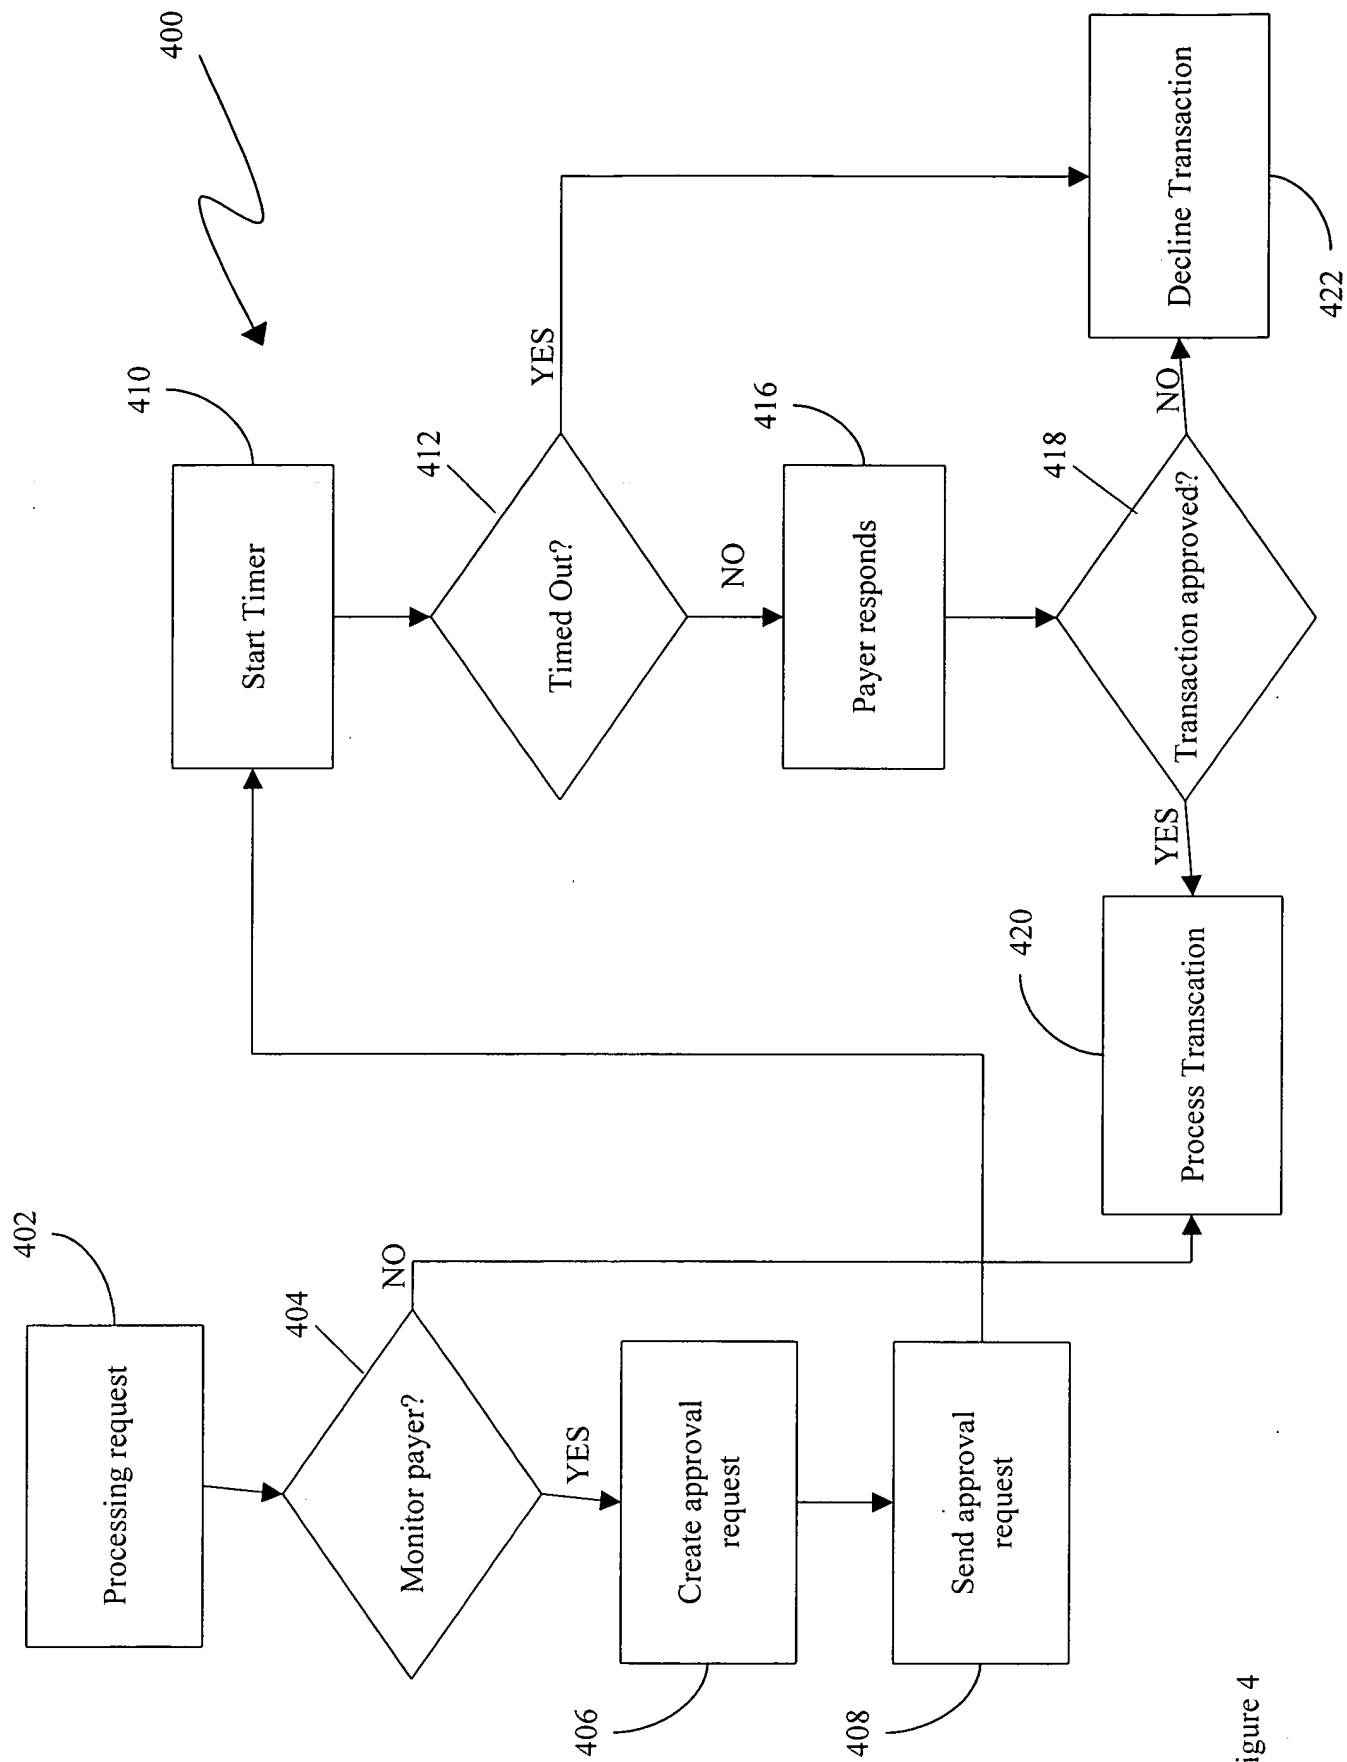 400
402
Processing request
404
Monitor payer?
NO
YES
406
Create approval
request
408
Send approval
request
410
Start Timer
412
Timed Out?
YES
NO
416
Payer responds
418
Transaction approved?
YES
NO
420
Process Transcation
422
Decline Transaction
igure 4